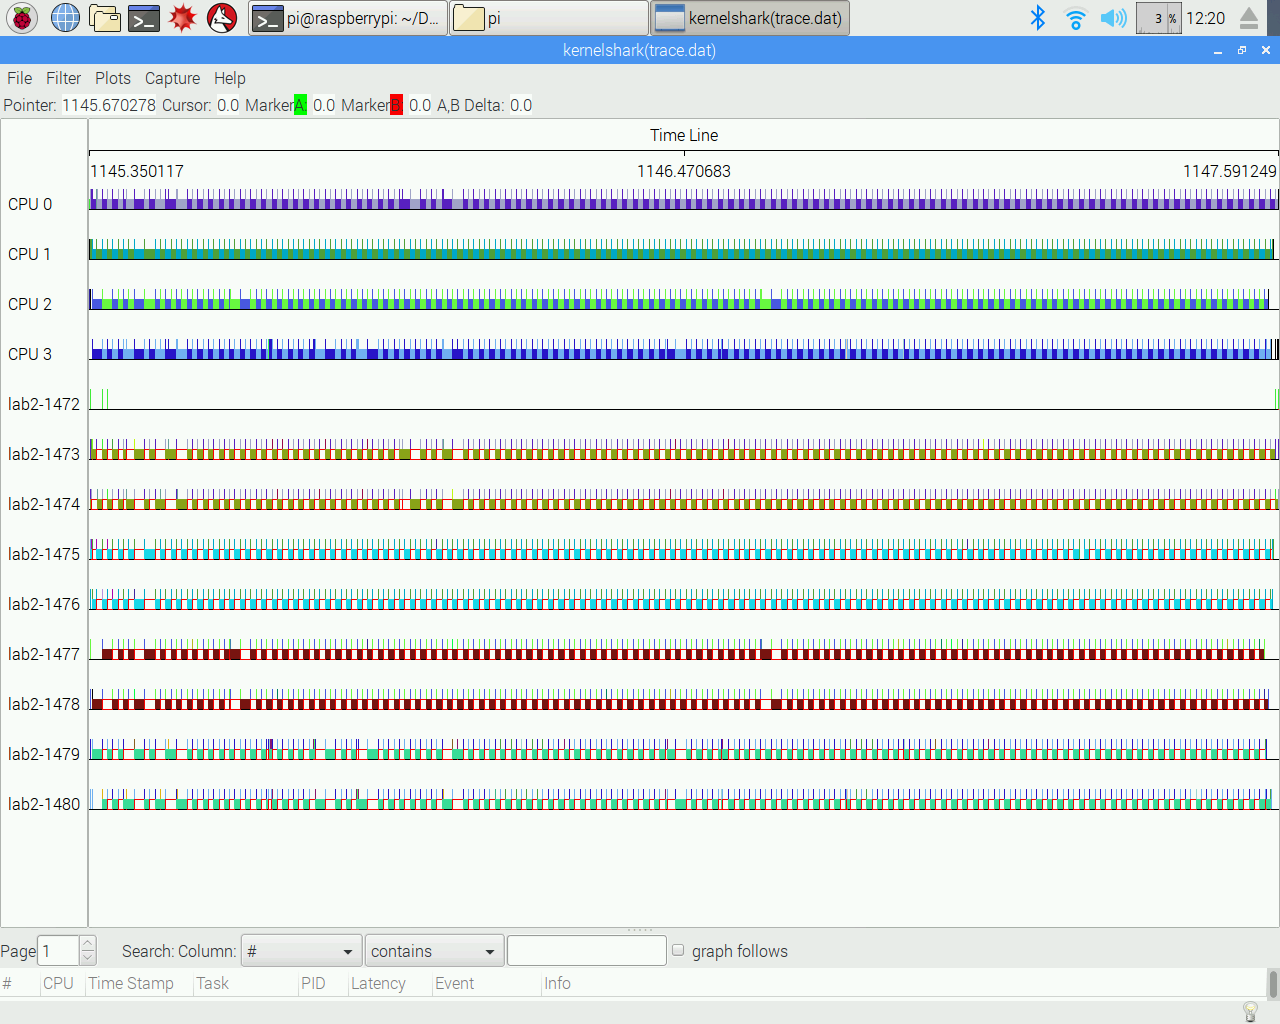 pi@raspberrypi: ~/D... pi kernelshark(trace.dat) 3 % 12:20
kernelshark(trace.dat)
File Filter Plots Capture Help
Pointer: 1145.670278 Cursor: 0.0 MarkerA: 0.0 MarkerB: 0.0 A,B Delta: 0.0
Time Line
1145.350117 1146.470683 1147.591249
CPU 0
CPU 1
CPU 2
CPU 3
lab2-1472
lab2-1473
lab2-1474
lab2-1475
lab2-1476
lab2-1477
lab2-1478
lab2-1479
lab2-1480
Page 1 Search: Column: # contains graph follows
# CPU Time Stamp Task PID Latency Event Info